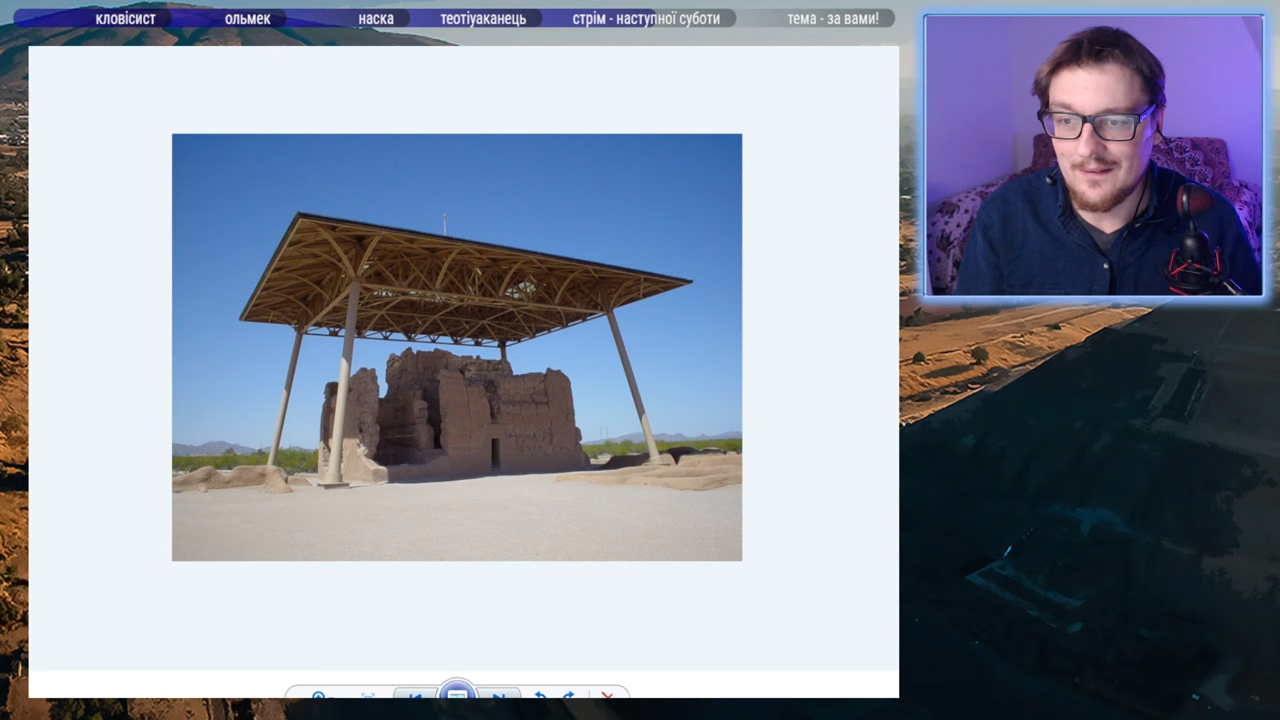 кловісист
ольмек
наска
теотіуаканець
стрім - наступної суботи
тема - за вами!